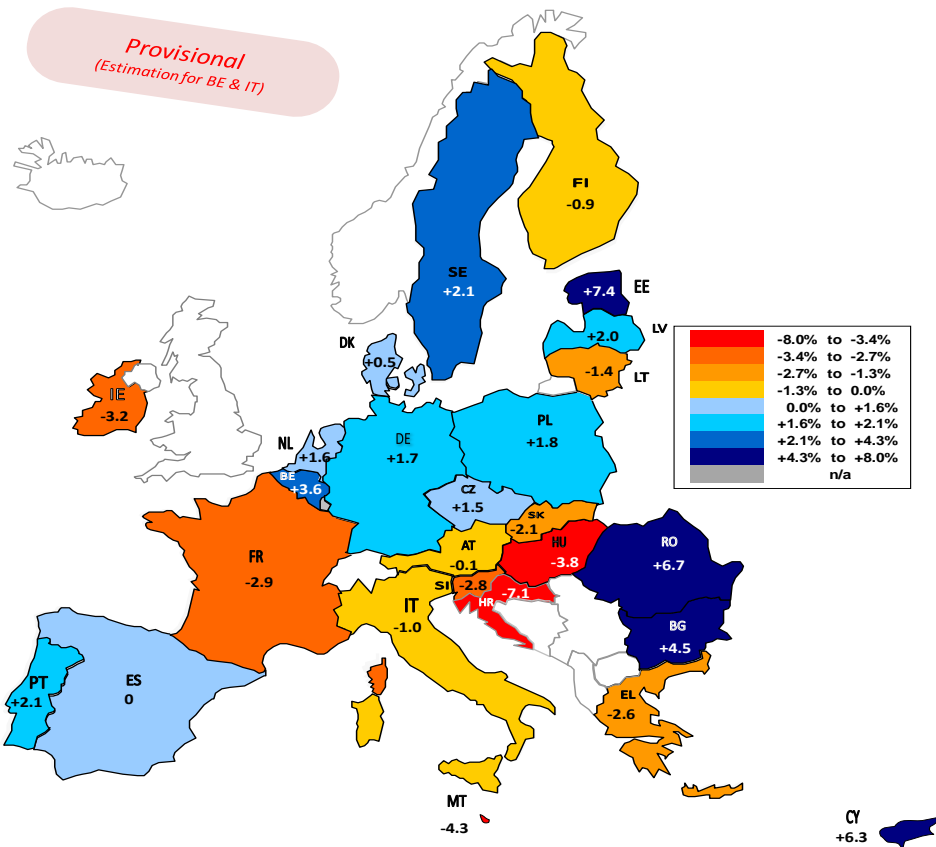 Provisional
(Estimation for BE & IT)
FI
-0.9
SE
+2.1
+7.4
EE
LV
+2.0
-1.4
LT
DK
+0.5
IE
-3.2
-8.0% to -3.4%
-3.4% to -2.7%
-2.7% to -1.3%
-1.3% to 0.0%
0.0% to +1.6%
+1.6% to +2.1%
+2.1% to +4.3%
+4.3% to +8.0%
n/a
NL
+1.6
DE
+1.7
PL
+1.8
BE
+3.6
CZ
+1.5
SK
-2.1
FR
-2.9
AT
-0.1
HU
-3.8
RO
+6.7
SI
-2.8
HR
-7.1
IT
-1.0
BG
+4.5
PT
+2.1
ES
0
EL
-2.6
MT
-4.3
CY
+6.3